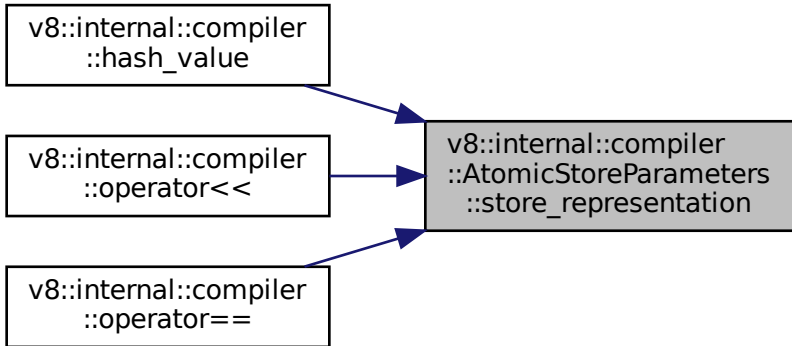 v8::internal::compiler
::hash_value
v8::internal::compiler
::operator<<
v8::internal::compiler
::operator==
v8::internal::compiler
::AtomicStoreParameters
::store_representation